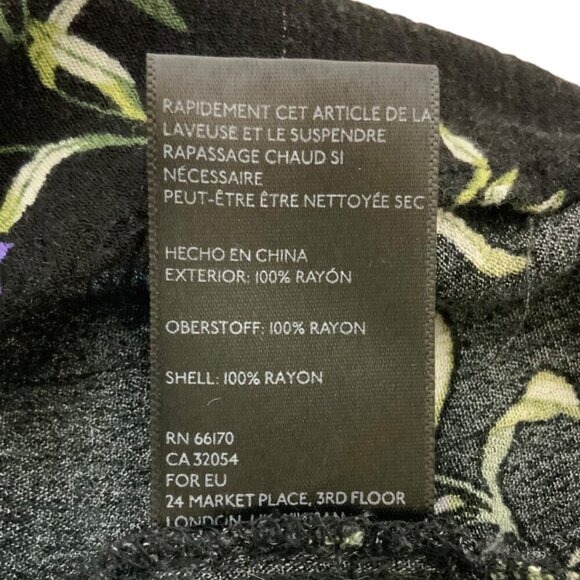 RAPIDEMENT CET ARTICLE DE LA
LAVEUSE ET LE SUSPENDRE
RAPASSAGE CHAUD SI
NÉCESSAIRE
PEUT-ÊTRE ÊTRE NETTOYÉE SEC
HECHO EN CHINA
EXTERIOR: 100% RAYÓN
OBERSTOFF: 100% RAYON
SHELL: 100% RAYON
RN 66170
CA 32054
FOR EU
24 MARKET PLACE, 3RD FLOOR
LONDON,